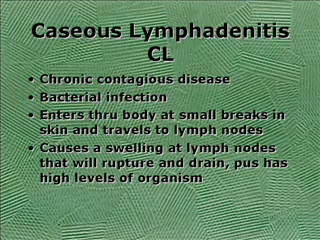 Caseous Lymphadenitis
CL
• Chronic contagious disease
• Bacterial infection
• Enters thru body at small breaks in
skin and travels to lymph nodes
• Causes a swelling at lymph nodes
that will rupture and drain, pus has
high levels of organism